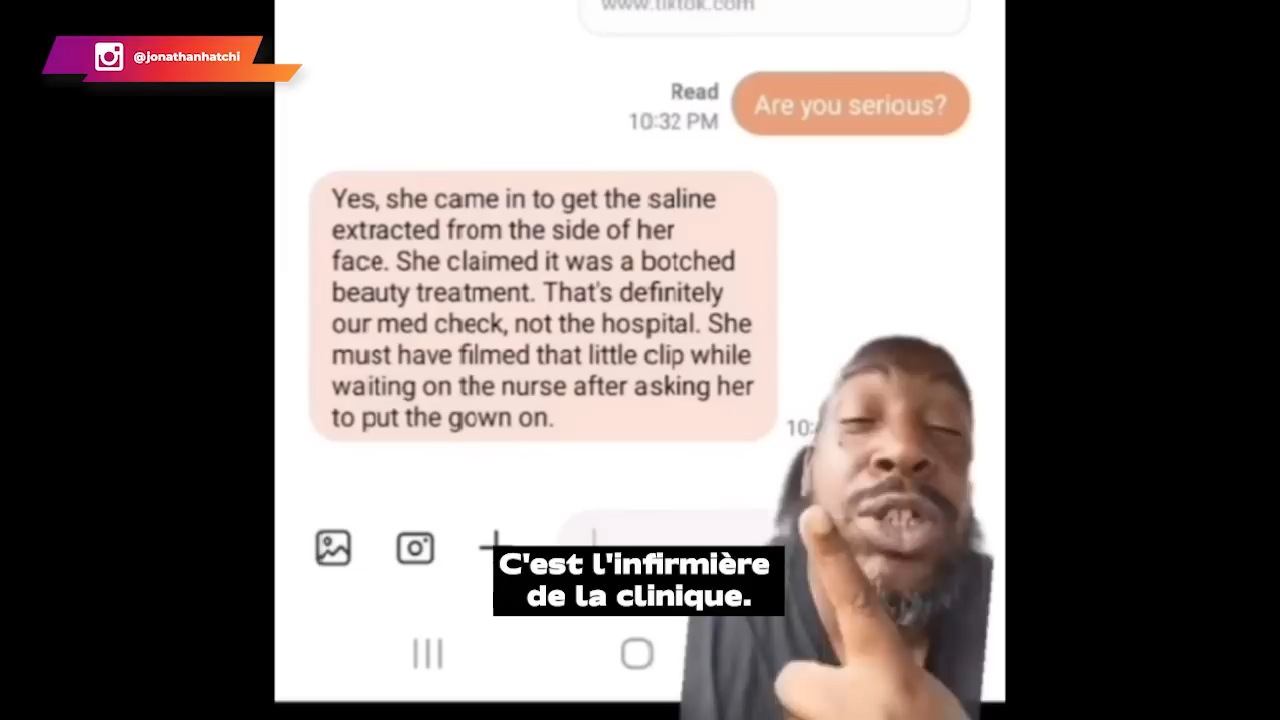 www.tiktok.com
@jonathanhatchi
Read
Are you serious?
10:32 PM
Yes, she came in to get the saline
extracted from the side of her
face. She claimed it was a botched
beauty treatment. That's definitely
our med check, not the hospital. She
must have filmed that little clip while
waiting on the nurse after asking her
to put the gown on.
10:
C'est l'infirmière
de la clinique.